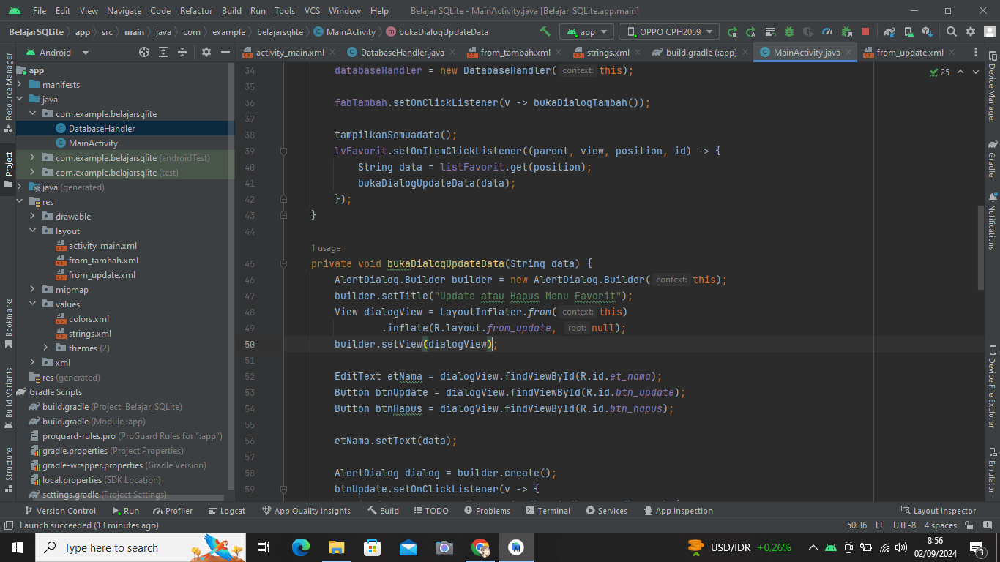 File Edit View Navigate Code Refactor Build Run Tools VCS Window Help Belajar SQLite - MainActivity.java [Belajar_SQLite.app.main]
BelajarSQLite app src main java com example belajarsqlite MainActivity bukaDialogUpdateData app OPPO CPH2059
Android activity_main.xml DatabaseHandler.java from_tambah.xml strings.xml build.gradle (:app) MainActivity.java from_update.xml
Resource Manager
Project
Bookmarks
Build Variants
Structure
app
manifests
java
com.example.belajarsqlite
DatabaseHandler
MainActivity
com.example.belajarsqlite (androidTest)
com.example.belajarsqlite (test)
java (generated)
res
drawable
layout
activity_main.xml
from_tambah.xml
from_update.xml
mipmap
values
colors.xml
strings.xml
themes (2)
xml
res (generated)
Gradle Scripts
build.gradle (Project: Belajar_SQLite)
build.gradle (Module :app)
proguard-rules.pro (ProGuard Rules for ":app")
gradle.properties (Project Properties)
gradle-wrapper.properties (Gradle Version)
local.properties (SDK Location)
settings.gradle (Project Settings)
25
34 databaseHandler = new DatabaseHandler( context: this);
35
36 fabTambah.setOnClickListener(v -> bukaDialogTambah());
37
38 tampilkanSemuadata();
39 lvFavorit.setOnItemClickListener((parent, view, position, id) -> {
40 String data = listFavorit.get(position);
41 bukaDialogUpdateData(data);
42 });
43 }
44
1 usage
45 private void bukaDialogUpdateData(String data) {
46 AlertDialog.Builder builder = new AlertDialog.Builder( context: this);
47 builder.setTitle("Update atau Hapus Menu Favorit");
48 View dialogView = LayoutInflater.from( context: this)
49 .inflate(R.layout.from_update, root: null);
50 builder.setView(dialogView);
51
52 EditText etNama = dialogView.findViewById(R.id.et_nama);
53 Button btnUpdate = dialogView.findViewById(R.id.btn_update);
54 Button btnHapus = dialogView.findViewById(R.id.btn_hapus);
55
56 etNama.setText(data);
57
58 AlertDialog dialog = builder.create();
59 btnUpdate.setOnClickListener(v -> {
Device Manager
Gradle
Notifications
Device File Explorer
Emulator
Version Control Run Profiler Logcat App Quality Insights Build TODO Problems Terminal Services App Inspection Layout Inspector
Launch succeeded (13 minutes ago) 50:36 LF UTF-8 4 spaces
Type here to search USD/IDR +0,26% 8:56
02/09/2024 3